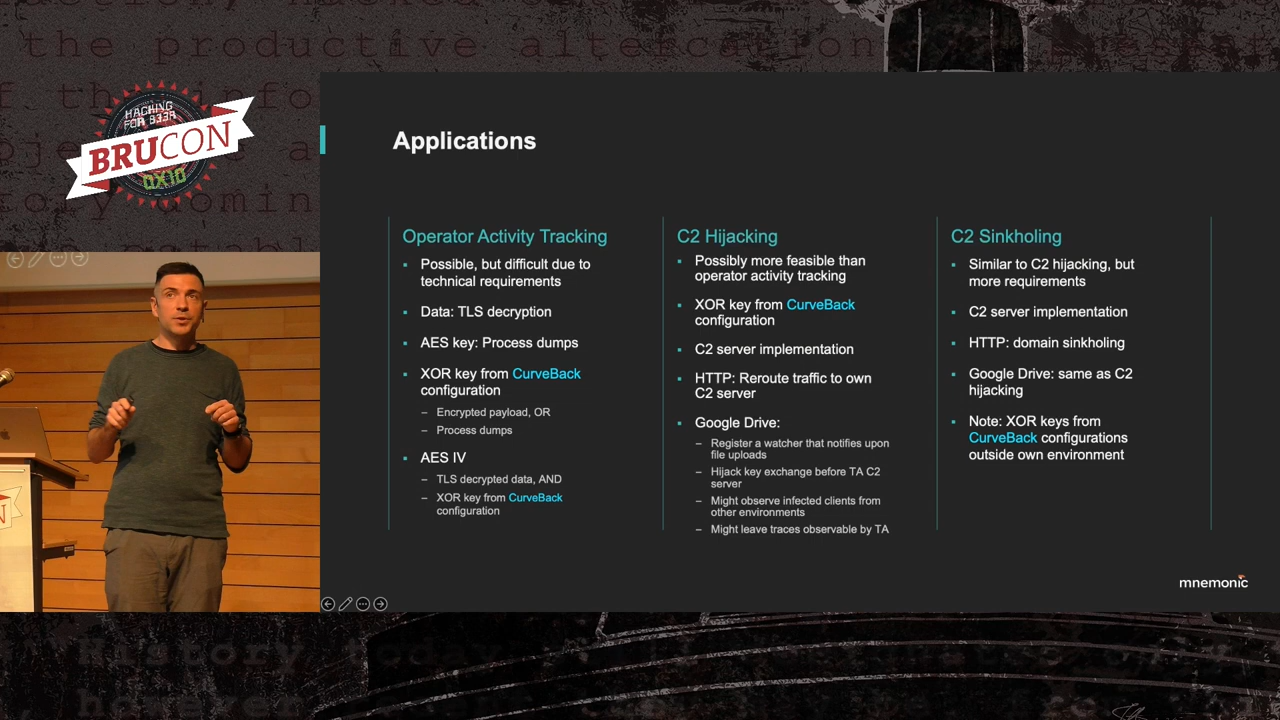 the productive altercation
HACKING
FOR B33R
BRUCON
0X10
Applications
Operator Activity Tracking
Possible, but difficult due to
technical requirements
Data: TLS decryption
AES key: Process dumps
XOR key from CurveBack
configuration
– Encrypted payload, OR
– Process dumps
AES IV
– TLS decrypted data, AND
– XOR key from CurveBack
configuration
C2 Hijacking
Possibly more feasible than
operator activity tracking
XOR key from CurveBack
configuration
C2 server implementation
HTTP: Reroute traffic to own
C2 server
Google Drive:
– Register a watcher that notifies upon
file uploads
– Hijack key exchange before TA C2
server
– Might observe infected clients from
other environments
– Might leave traces observable by TA
C2 Sinkholing
Similar to C2 hijacking, but
more requirements
C2 server implementation
HTTP: domain sinkholing
Google Drive: same as C2
hijacking
Note: XOR keys from
CurveBack configurations
outside own environment
mnemonic
History today
however